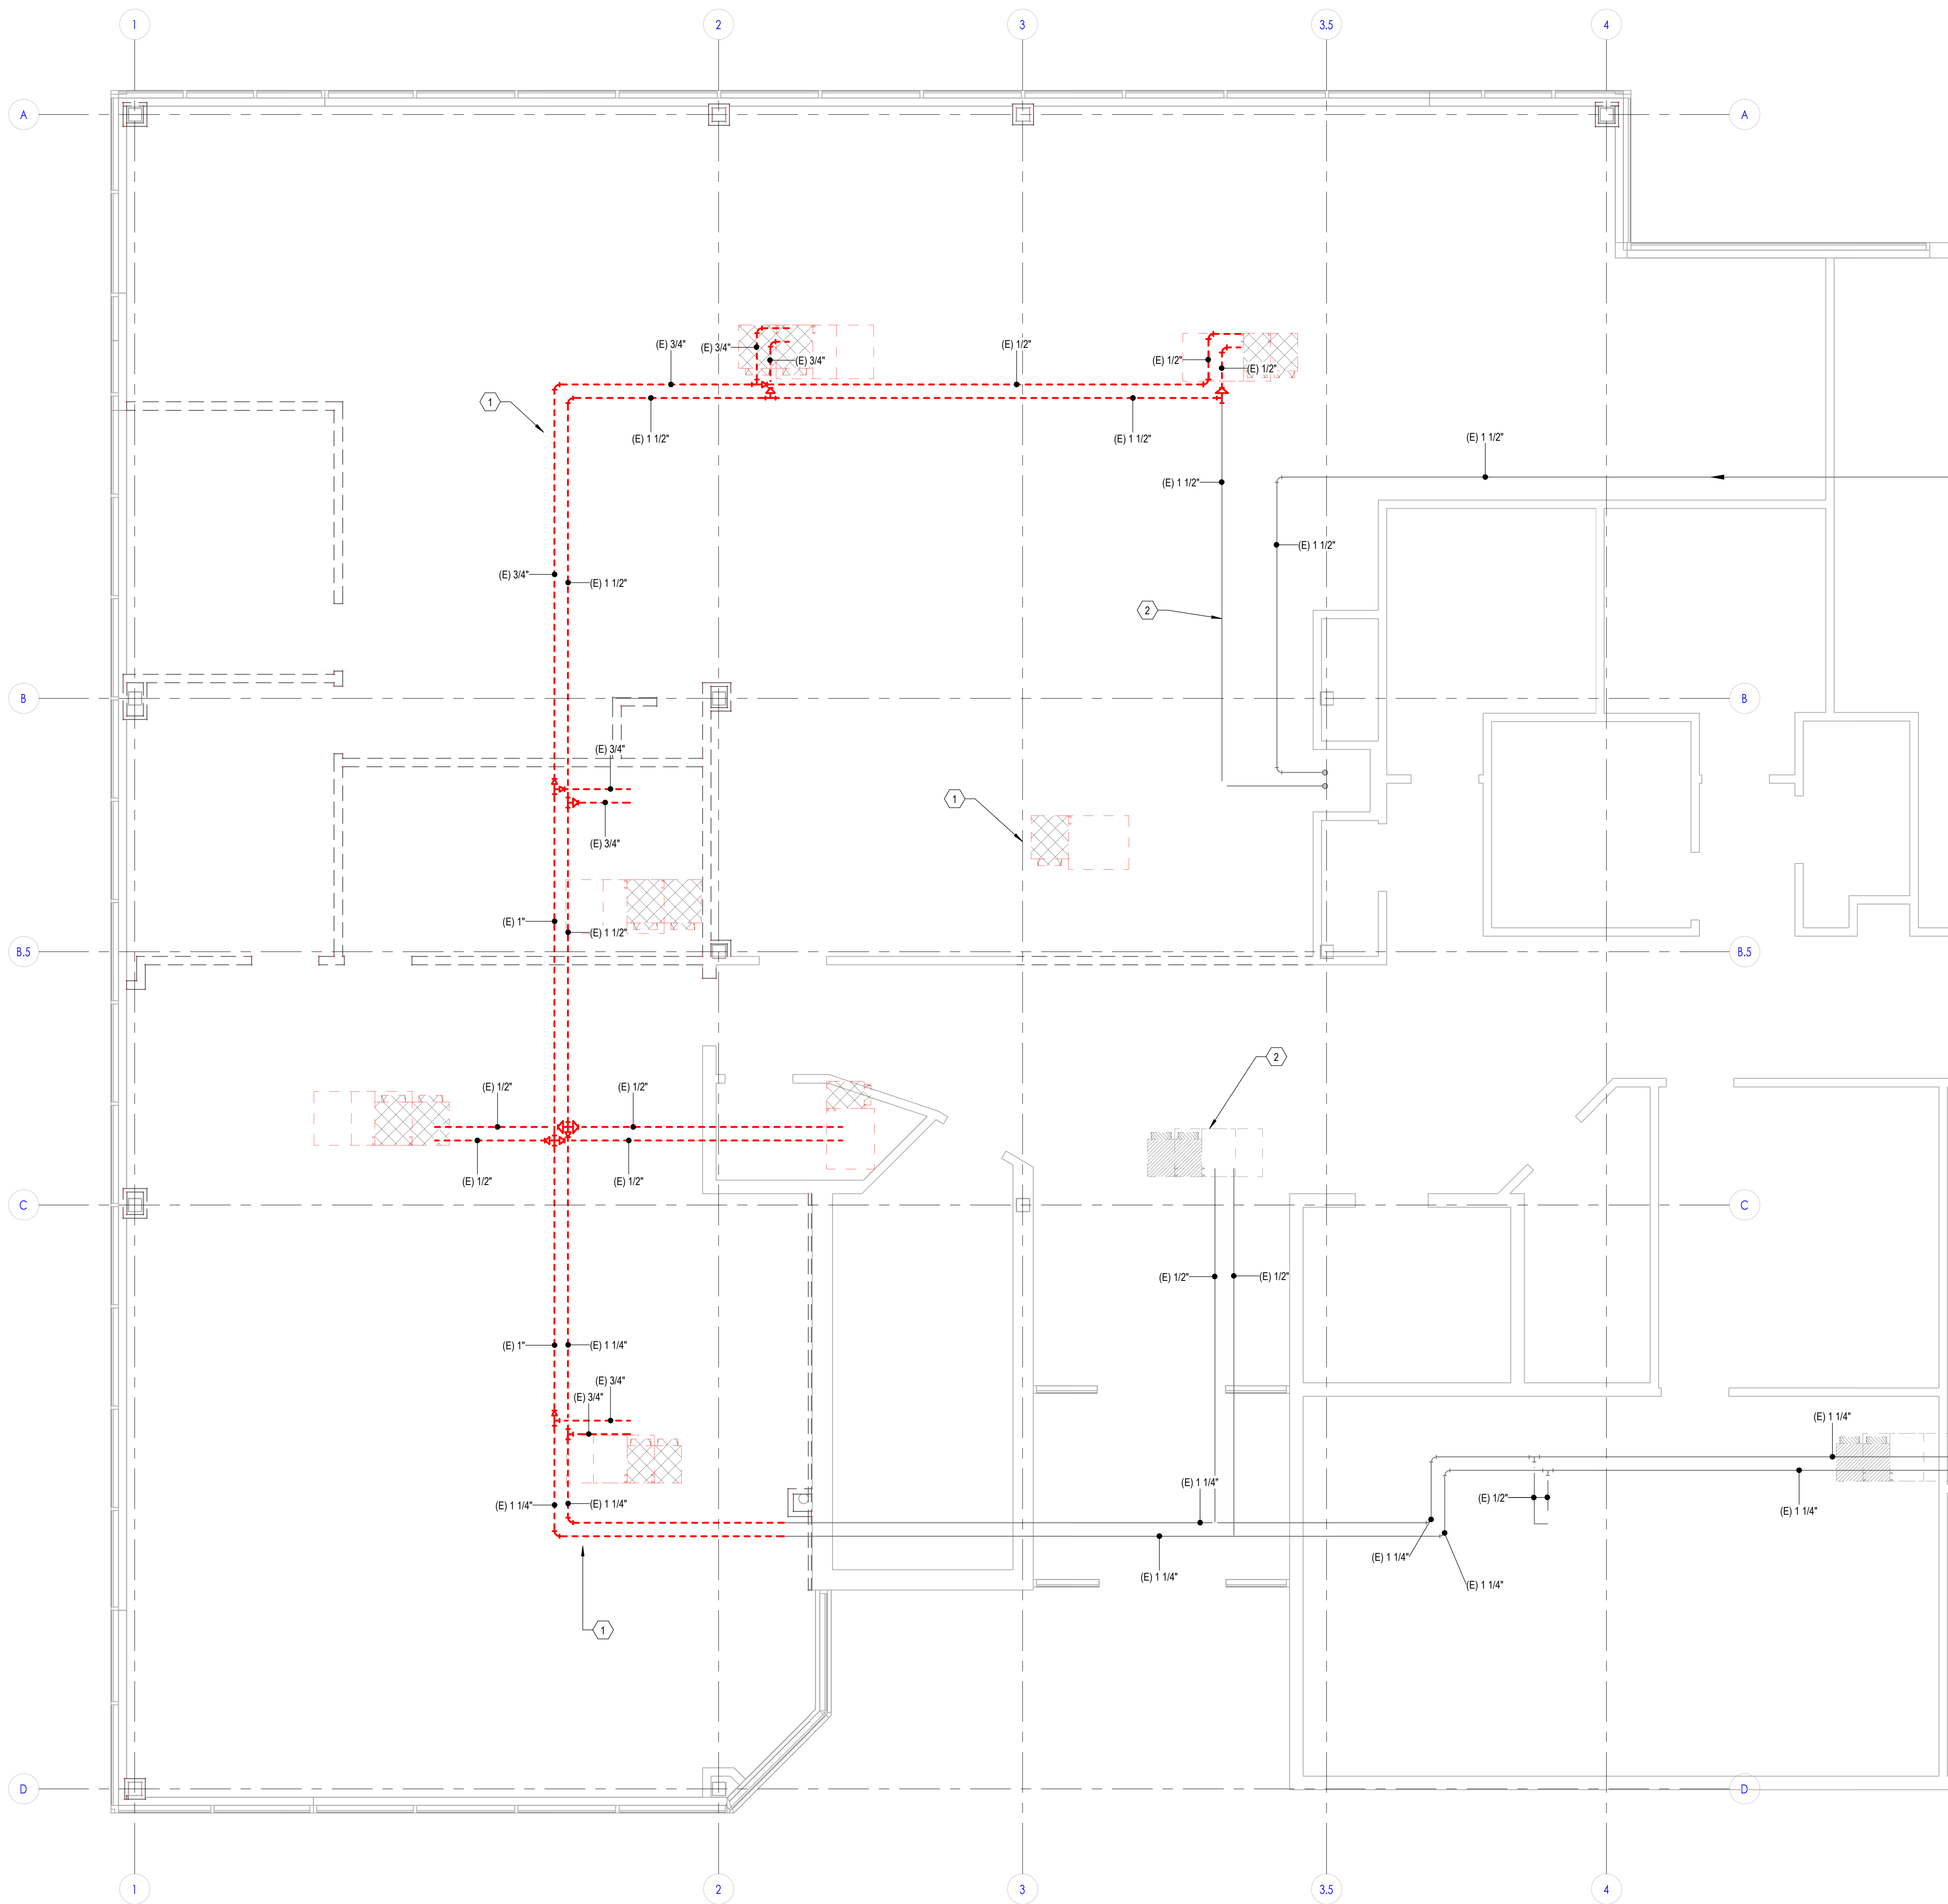 1
2
3
3.5
4
A
A
(E) 3/4"
(E) 3/4"
(E) 3/4"
(E) 1/2"
(E) 1/2"
(E) 1/2"
1
(E) 1 1/2"
(E) 1 1/2"
(E) 1 1/2"
(E) 1 1/2"
(E) 1 1/2"
(E) 3/4"
(E) 1 1/2"
2
B
B
(E) 3/4"
1
(E) 3/4"
(E) 1"
(E) 1 1/2"
B.5
B.5
2
(E) 1/2"
(E) 1/2"
(E) 1/2"
(E) 1/2"
C
C
(E) 1/2"
(E) 1/2"
(E) 1"
(E) 1 1/4"
(E) 3/4"
(E) 3/4"
(E) 1 1/4"
(E) 1 1/4"
(E) 1/2"
(E) 1 1/4"
(E) 1 1/4"
(E) 1 1/4"
(E) 1 1/4"
(E) 1 1/4"
(E) 1 1/4"
1
D
D
1
2
3
3.5
4